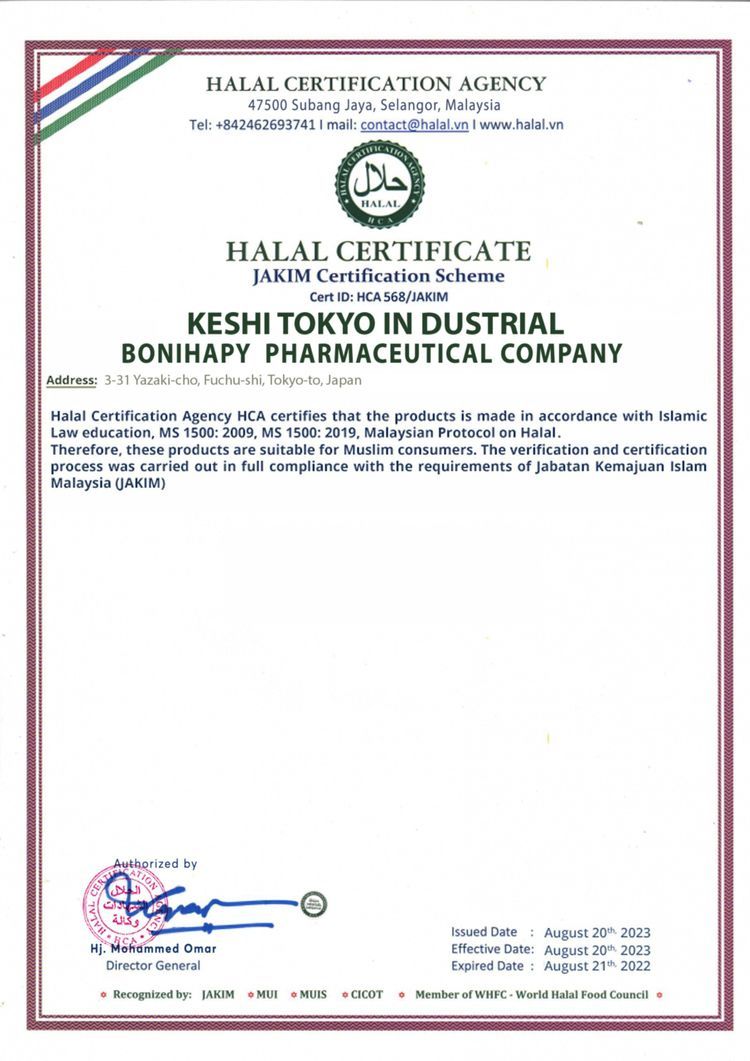 HALAL CERTIFICATION AGENCY
47500 Subang Jaya, Selangor, Malaysia
Tel: +842462693741 I mail: contact@halal.vn I www.halal.vn
HALAL CERTIFICATION AGENCY
حلال
HALAL
HCA
HALAL CERTIFICATE
JAKIM Certification Scheme
Cert ID: HCA 568/JAKIM
KESHI TOKYO IN DUSTRIAL
BONIHAPY PHARMACEUTICAL COMPANY
Address: 3-31 Yazaki-cho, Fuchu-shi, Tokyo-to, Japan
Halal Certification Agency HCA certifies that the products is made in accordance with Islamic
Law education, MS 1500: 2009, MS 1500: 2019, Malaysian Protocol on Halal.
Therefore, these products are suitable for Muslim consumers. The verification and certification
process was carried out in full compliance with the requirements of Jabatan Kemajuan Islam
Malaysia (JAKIM)
Authorized by
HALAL CERTIFICATION AGENCY
الحلال
الشهادات
وكالة
HCA
Hj. Mohammed Omar
Director General
Issued Date : August 20th, 2023
Effective Date: August 20th, 2023
Expired Date : August 21th, 2022
Recognized by: JAKIM MUI MUIS CICOT Member of WHFC - World Halal Food Council